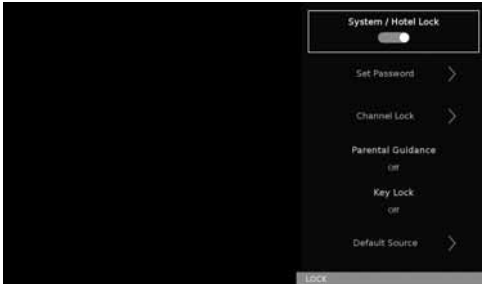 System / Hotel Lock
Set Password
Channel Lock
Parental Guidance
Off
Key Lock
Off
Default Source
LOCK